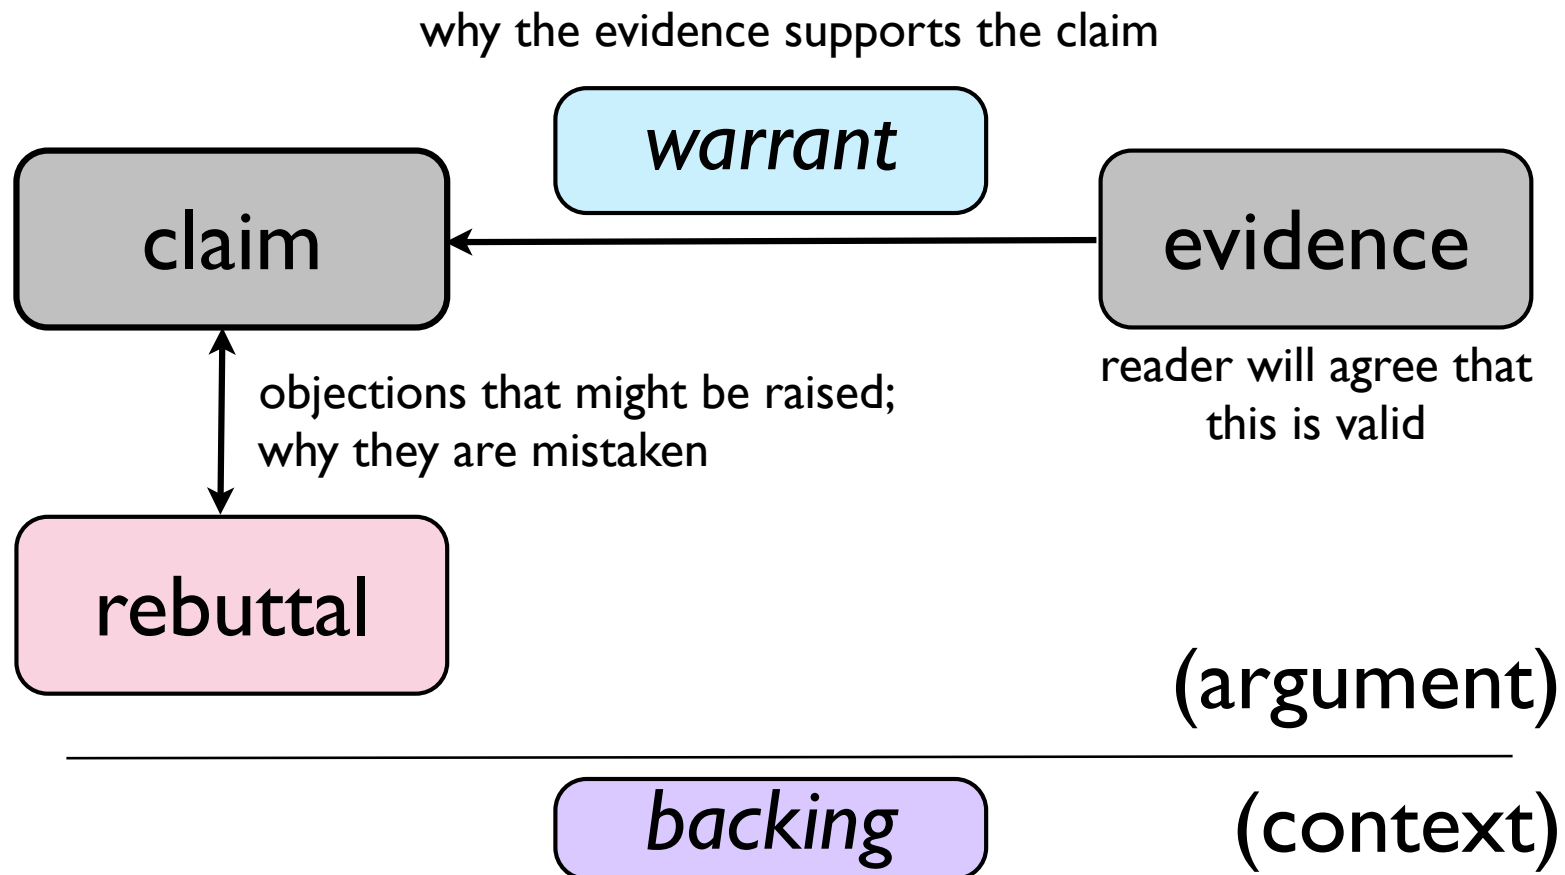 why the evidence supports the claim
warrant
claim
evidence
objections that might be raised;
why they are mistaken
reader will agree that
this is valid
rebuttal
(argument)
backing
(context)